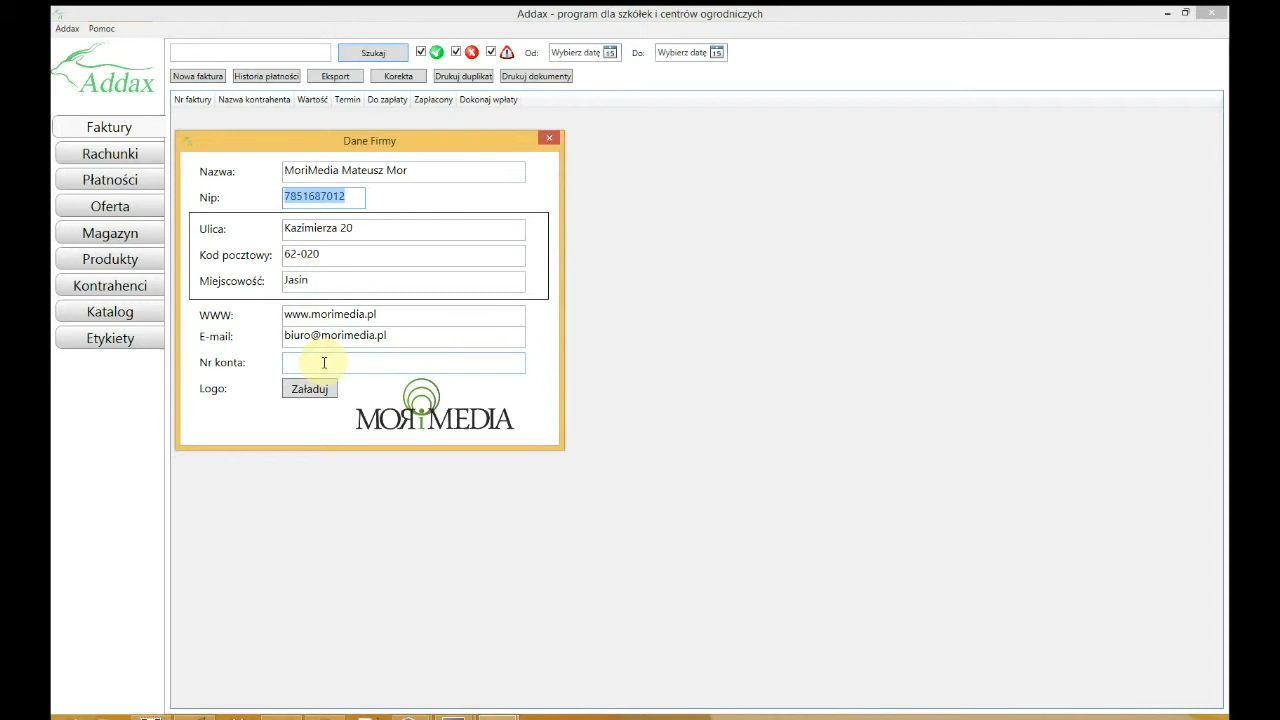 Addax - program dla szkółek i centrów ogrodniczych
Addax Pomoc
Addax
Szukaj Od: Wybierz datę 15 Do: Wybierz datę 15
Nowa faktura Historia płatności Eksport Korekta Drukuj duplikat Drukuj dokumenty
Nr faktury Nazwa kontrahenta Wartość Termin Do zapłaty Zapłacony Dokonaj wpłaty
Faktury
Rachunki
Płatności
Oferta
Magazyn
Produkty
Kontrahenci
Katalog
Etykiety
Dane Firmy
Nazwa: MoriMedia Mateusz Mor
Nip: 7851687012
Ulica: Kazimierza 20
Kod pocztowy: 62-020
Miejscowość: Jasin
WWW: www.morimedia.pl
E-mail: biuro@morimedia.pl
Nr konta:
Logo: Załaduj
MORiMEDIA